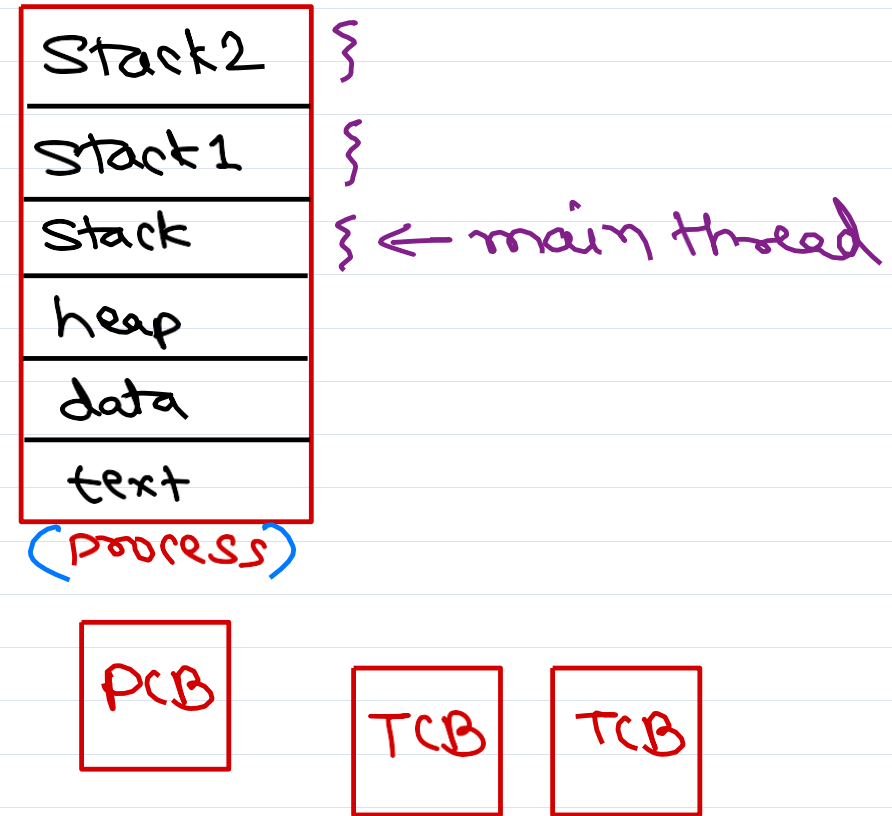 Stack2
Stack1
Stack ← main thread
heap
data
text
(process)
PCB
TCB TCB